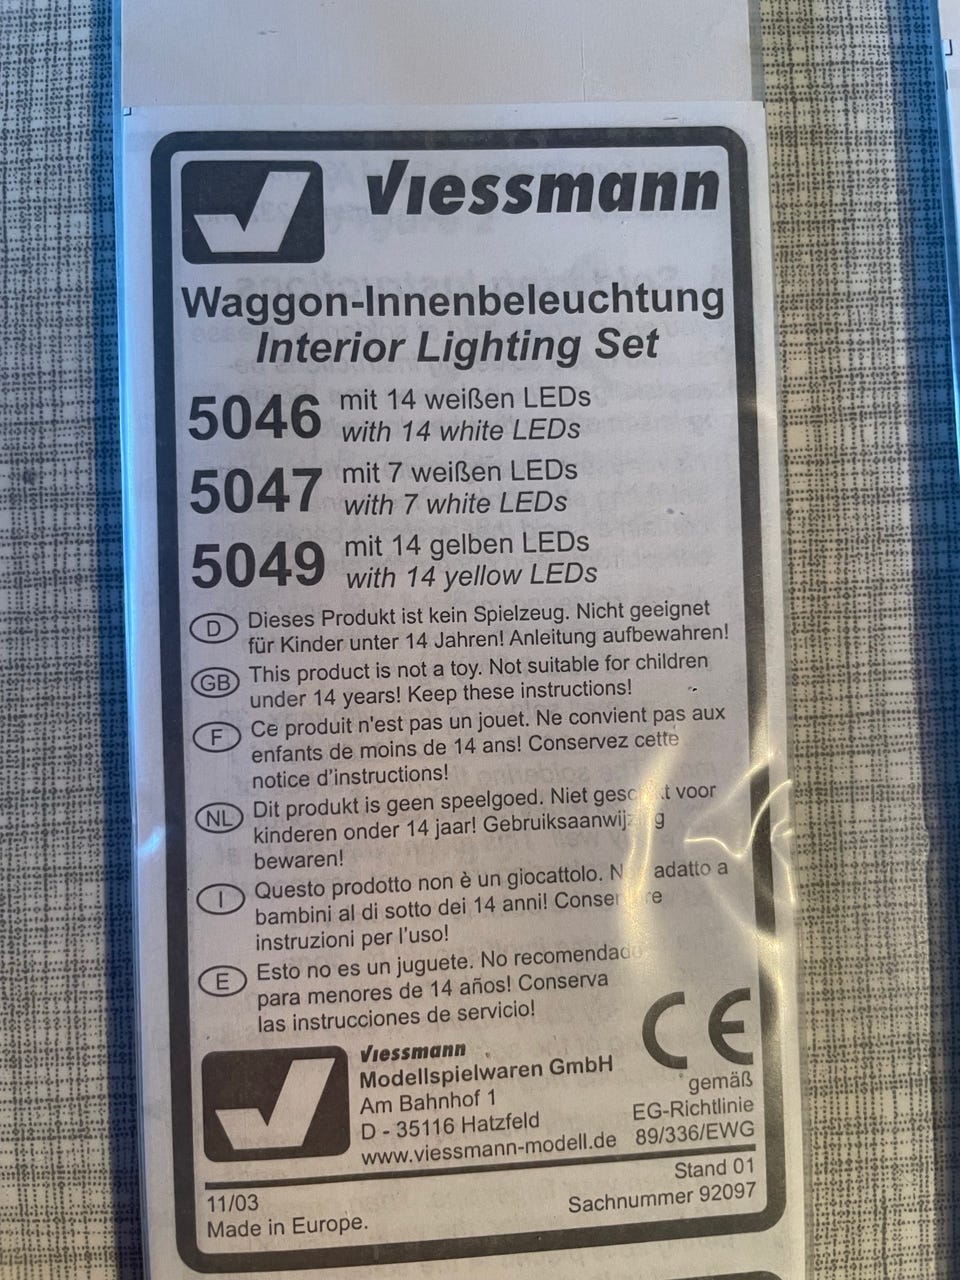 Viessmann
Waggon-Innenbeleuchtung
Interior Lighting Set
5046 mit 14 weißen LEDs
with 14 white LEDs
5047 mit 7 weißen LEDs
with 7 white LEDs
5049 mit 14 gelben LEDs
with 14 yellow LEDs
D Dieses Produkt ist kein Spielzeug. Nicht geeignet
für Kinder unter 14 Jahren! Anleitung aufbewahren!
GB This product is not a toy. Not suitable for children
under 14 years! Keep these instructions!
F Ce produit n'est pas un jouet. Ne convient pas aux
enfants de moins de 14 ans! Conservez cette
notice d'instructions!
NL Dit produkt is geen speelgoed. Niet voor
kinderen onder 14 jaar!
bewaren!
I Questo prodotto non è un giocattolo. adatto a
bambini al di sotto dei 14 anni!
instruzioni per l'uso!
E Esto no es un juguete. No recomendado
para menores de 14 años! Conserva
las instrucciones de servicio!
CE
gemäß
EG-Richtlinie
89/336/EWG
Viessmann
Modellspielwaren GmbH
Am Bahnhof 1
D - 35116 Hatzfeld
www.viessmann-modell.de
11/03
Made in Europe.
Stand 01
Sachnummer 92097